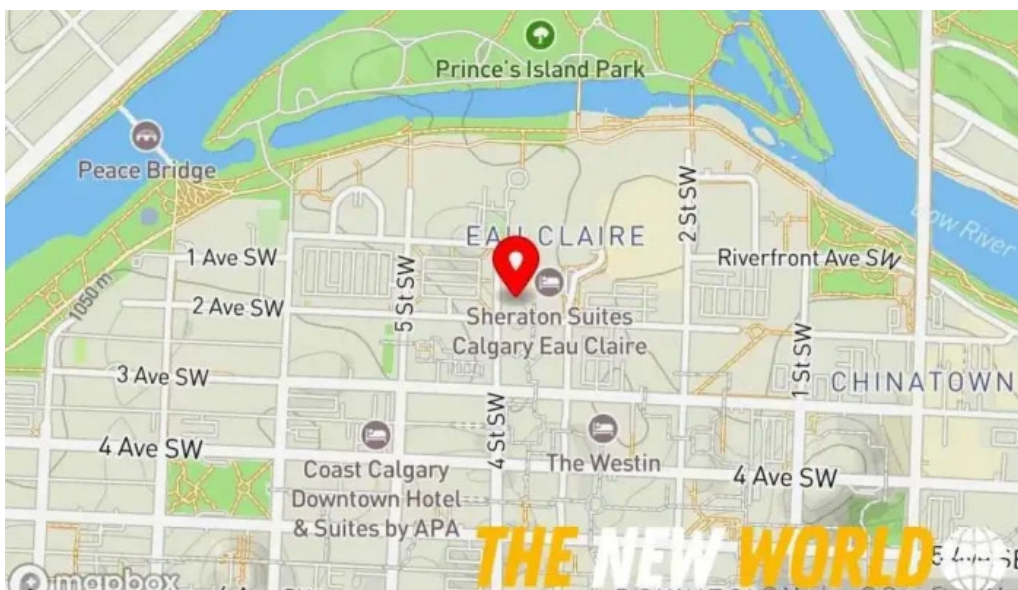 Prince's Island Park
Peace Bridge
2 St SW
Bow River
EAU CLAIRE
1 Ave SW
Riverfront Ave SW
1050 m
5 St SW
2 Ave SW
Sheraton Suites
Calgary Eau Claire
1 St SW
3 Ave SW
CHINATOWN
4 St SW
4 Ave SW
Coast Calgary
Downtown Hotel
& Suites by APA
The Westin
4 Ave SW
THE NEW WORLD
mapbox